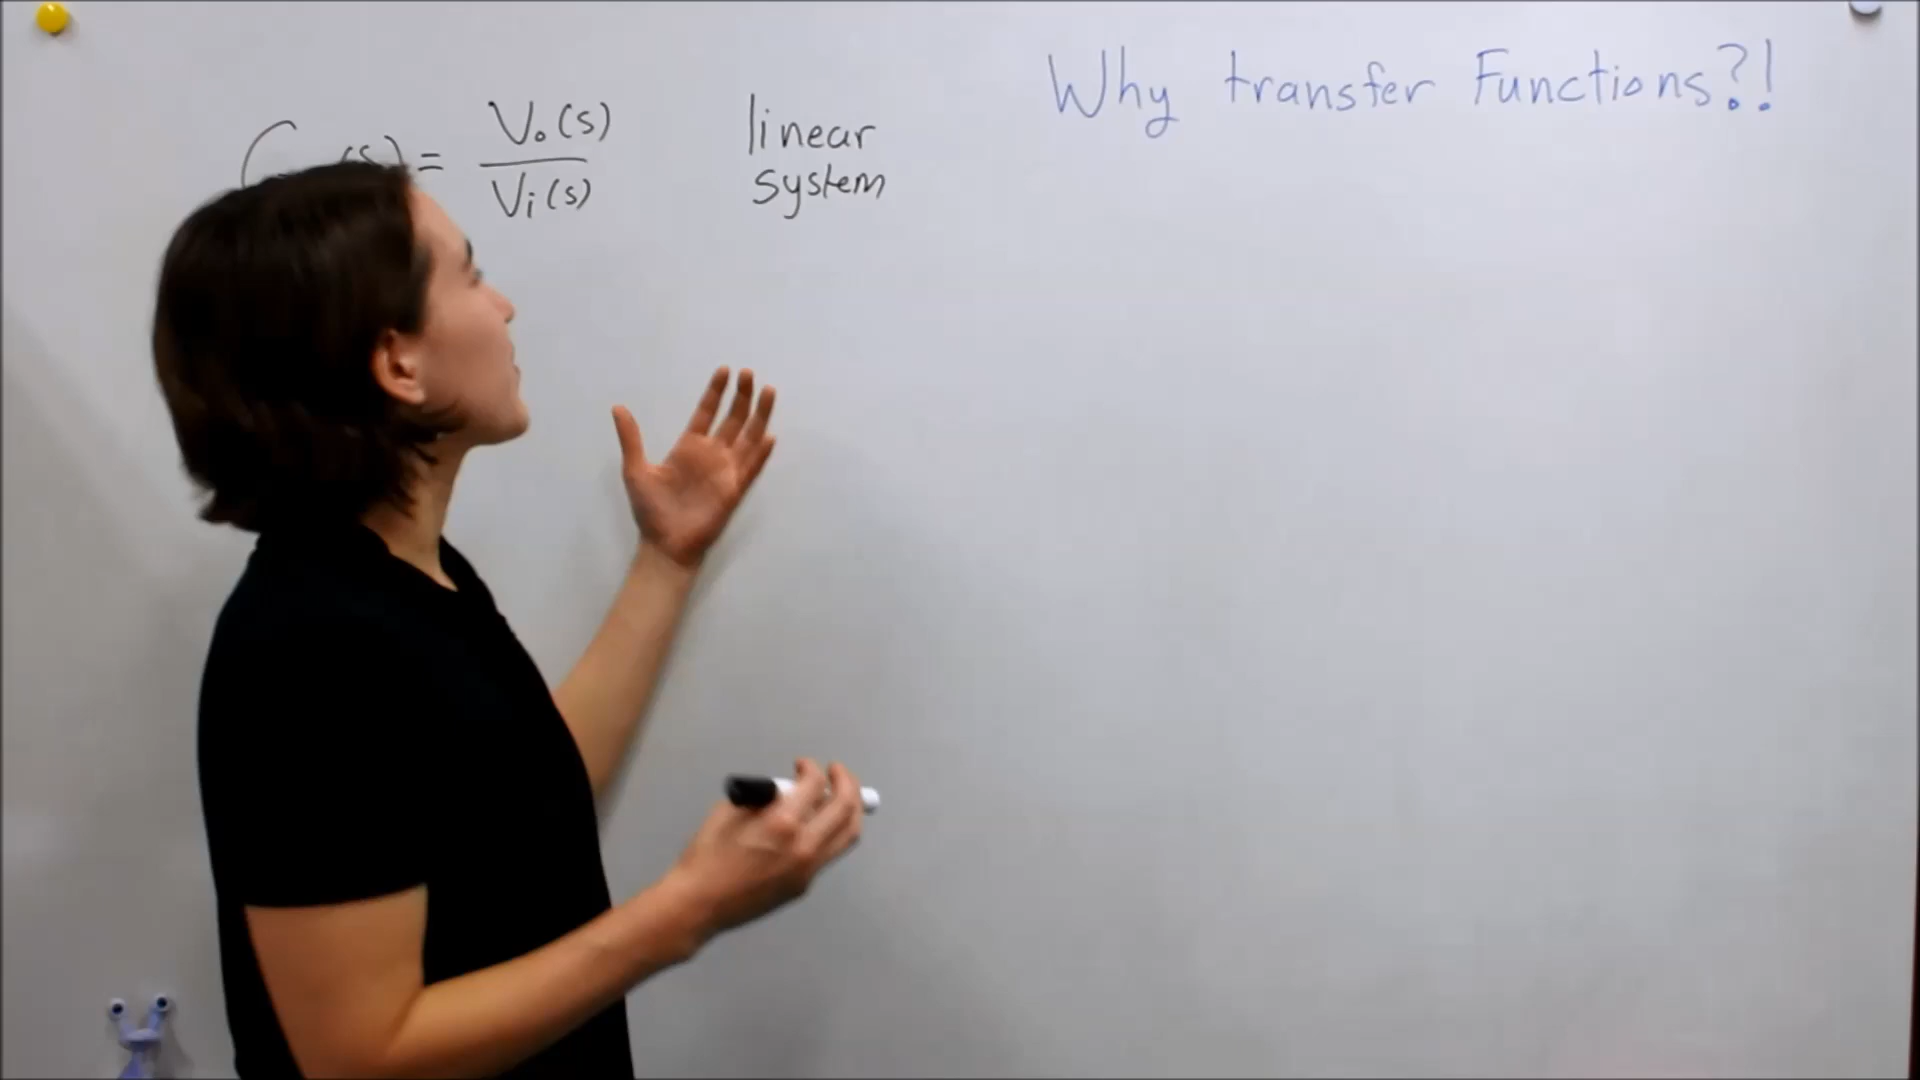 Why transfer Functions?!
(s) = Vo(s)
Vi(s)
linear
system